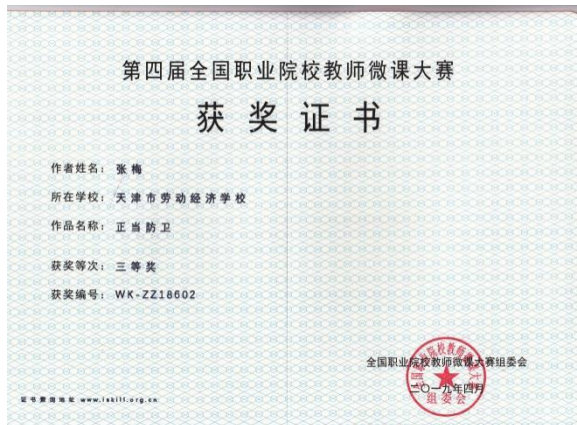 第四届全国职业院校教师微课大赛
获奖证书
作者姓名：张梅
所在学校：天津市劳动经济学校
作品名称：正当防卫
获奖等次：三等奖
获奖编号：WK-ZZ18602
全国职业院校教师微课大赛组委会
二〇一九年四月
组委会
证书查询地址 www.iskill.org.cn